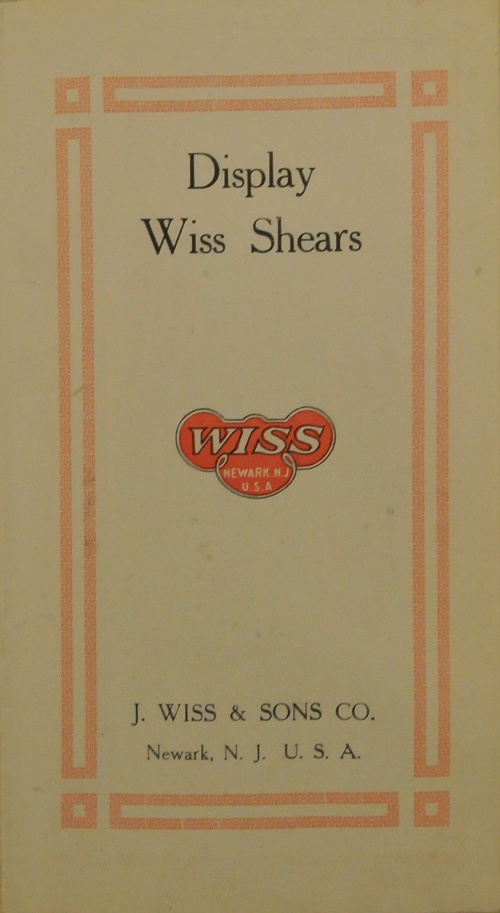 Display
Wiss Shears
WISS
NEWARK.N.J
U.S.A
J. WISS & SONS CO.
Newark, N. J. U. S. A.